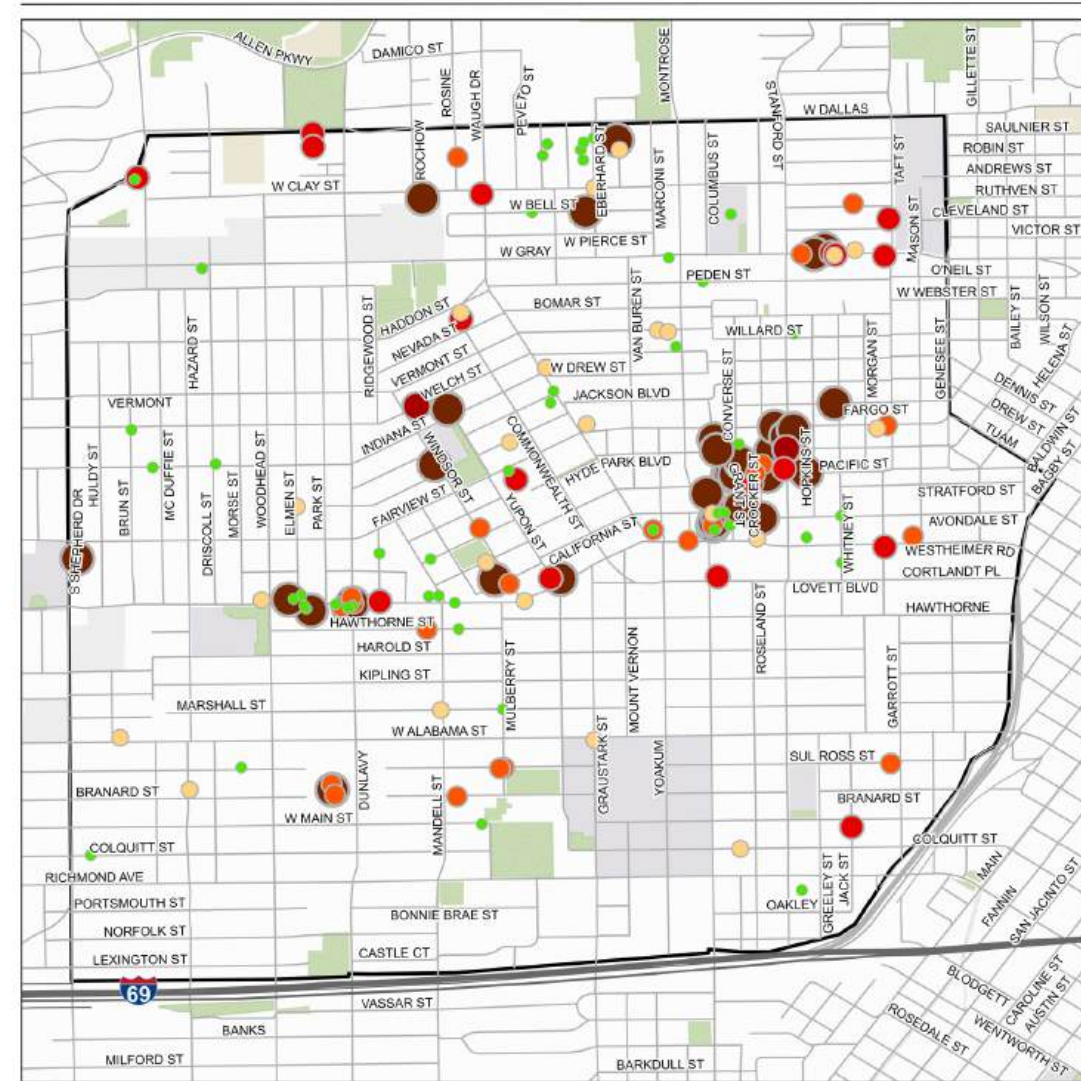 ALLEN PKWY
DAMICO ST
MONTROSE
GILLETTE ST
ROSINE
WAUGH DR
PEVETO ST
STANFORD ST
W DALLAS
SAULNIER ST
ROBIN ST
ANDREWS ST
RUTHVEN ST
CLEVELAND ST
VICTOR ST
ROCHOW
EBERHARD ST
MARCONI ST
COLUMBUS ST
TAFT ST
MASON ST
W CLAY ST
W BELL ST
W PIERCE ST
W GRAY
PEDEN ST
O'NEIL ST
W WEBSTER ST
BAILEY ST
WILSON ST
HELENA ST
HADDON ST
BOMAR ST
VAN BUREN ST
WILLARD ST
MORGAN ST
GENESEE ST
HAZARD ST
RIDGEWOOD ST
NEVADA ST
VERMONT ST
WELCH ST
W DREW ST
JACKSON BLVD
CONVERSE ST
FARGO ST
DENNIS ST
DREW ST
TUAM
BALDWIN ST
BAGBY ST
VERMONT
INDIANA ST
WINDSOR ST
COMMONWEALTH ST
HYDE PARK BLVD
GRANT ST
CROCKER ST
HOPKINS ST
PACIFIC ST
STRATFORD ST
AVONDALE ST
WESTHEIMER RD
CORTLANDT PL
HULDY ST
BRUN ST
MC DUFFIE ST
DRISCOLL ST
MORSE ST
WOODHEAD ST
ELMEN ST
PARK ST
FAIRVIEW ST
YUPON ST
CALIFORNIA ST
WHITNEY ST
S SHEPHERD DR
LOVETT BLVD
HAWTHORNE
HAWTHORNE ST
HAROLD ST
KIPLING ST
ROSELAND ST
GARROTT ST
MOUNT VERNON
MULBERRY ST
MARSHALL ST
W ALABAMA ST
GRAUSTARK ST
YOAKUM
SUL ROSS ST
BRANARD ST
BRANARD ST
W MAIN ST
DUNLAVY
MANDELL ST
COLQUITT ST
COLQUITT ST
RICHMOND AVE
PORTSMOUTH ST
NORFOLK ST
LEXINGTON ST
BONNIE BRAE ST
CASTLE CT
OAKLEY
GREELEY ST
JACK ST
MAIN
FANNIN
SAN JACINTO ST
69
VASSAR ST
BANKS
MILFORD ST
BARKDULL ST
BLODGETT
CAROLINE ST
AUSTIN ST
ROSEDALE ST
WENTWORTH ST